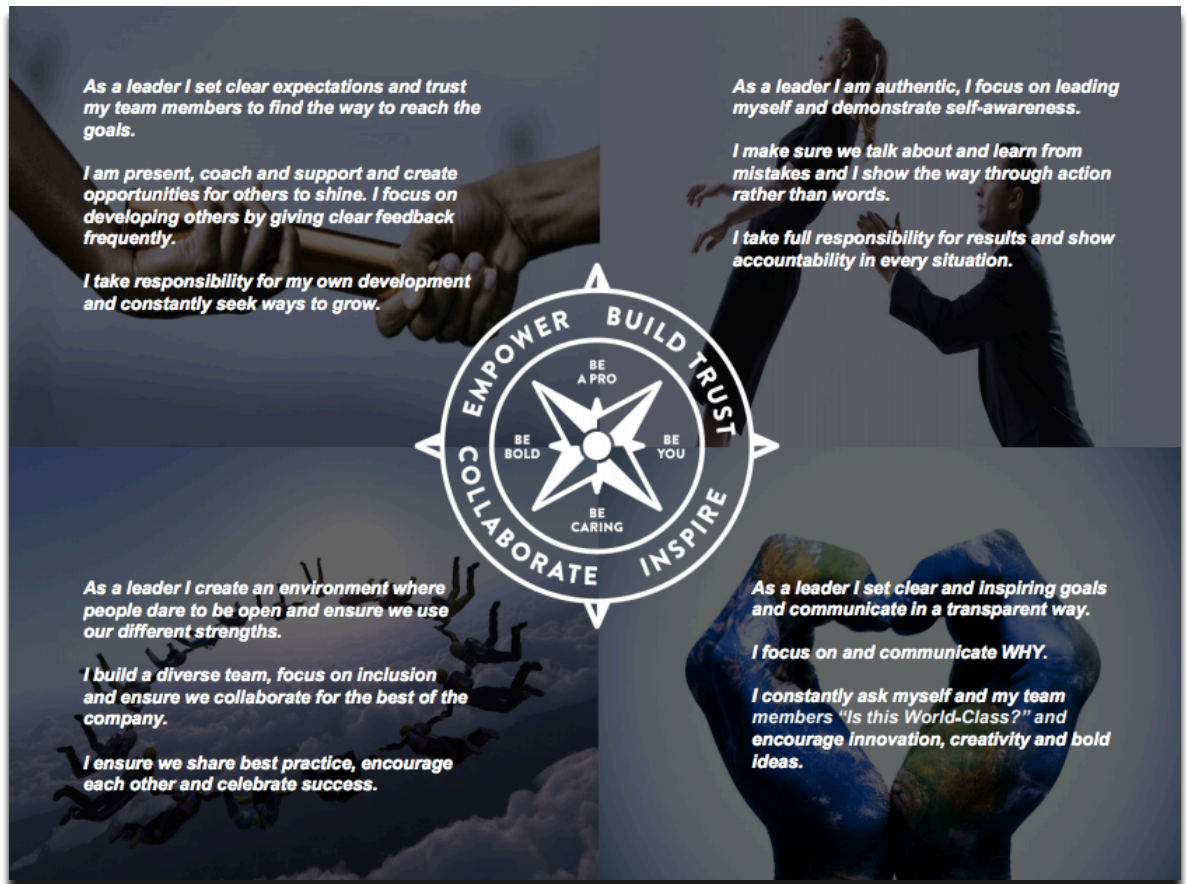 As a leader I set clear expectations and trust
my team members to find the way to reach the
goals.
I am present, coach and support and create
opportunities for others to shine. I focus on
developing others by giving clear feedback
frequently.
I take responsibility for my own development
and constantly seek ways to grow.
As a leader I am authentic, I focus on leading
myself and demonstrate self-awareness.
I make sure we talk about and learn from
mistakes and I show the way through action
rather than words.
I take full responsibility for results and show
accountability in every situation.
EMPOWER
BUILD TRUST
COLLABORATE
INSPIRE
BE
A PRO
BE
BOLD
BE
YOU
BE
CARING
As a leader I create an environment where
people dare to be open and ensure we use
our different strengths.
I build a diverse team, focus on inclusion
and ensure we collaborate for the best of the
company.
I ensure we share best practice, encourage
each other and celebrate success.
As a leader I set clear and inspiring goals
and communicate in a transparent way.
I focus on and communicate WHY.
I constantly ask myself and my team
members “Is this World-Class?” and
encourage innovation, creativity and bold
ideas.